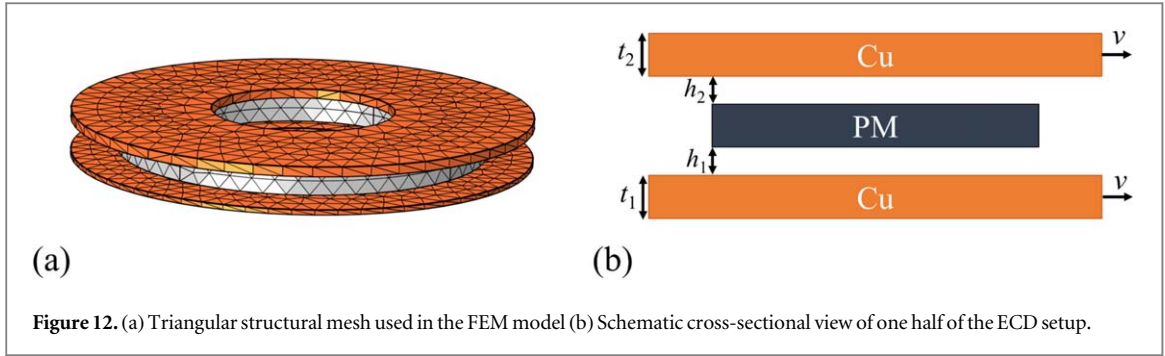 t₂
Cu
v
h₂
PM
h₁
t₁
Cu
v
(a)
(b)
Figure 12. (a) Triangular structural mesh used in the FEM model (b) Schematic cross-sectional view of one half of the ECD setup.